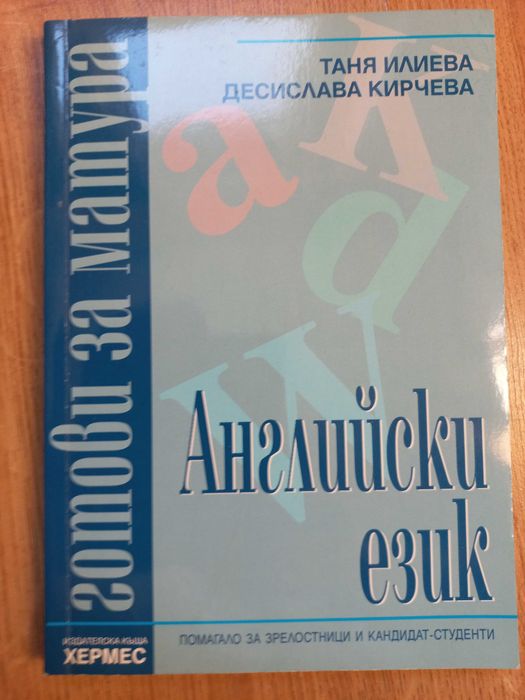 ТАНЯ ИЛИЕВА
ДЕСИСЛАВА КИРЧЕВА
a k
d
W
готови за матура
Английски
език
ИЗДАТЕЛСКА КЪЩА
ХЕРМЕС
ПОМАГАЛО ЗА ЗРЕЛОСТНИЦИ И КАНДИДАТ-СТУДЕНТИ